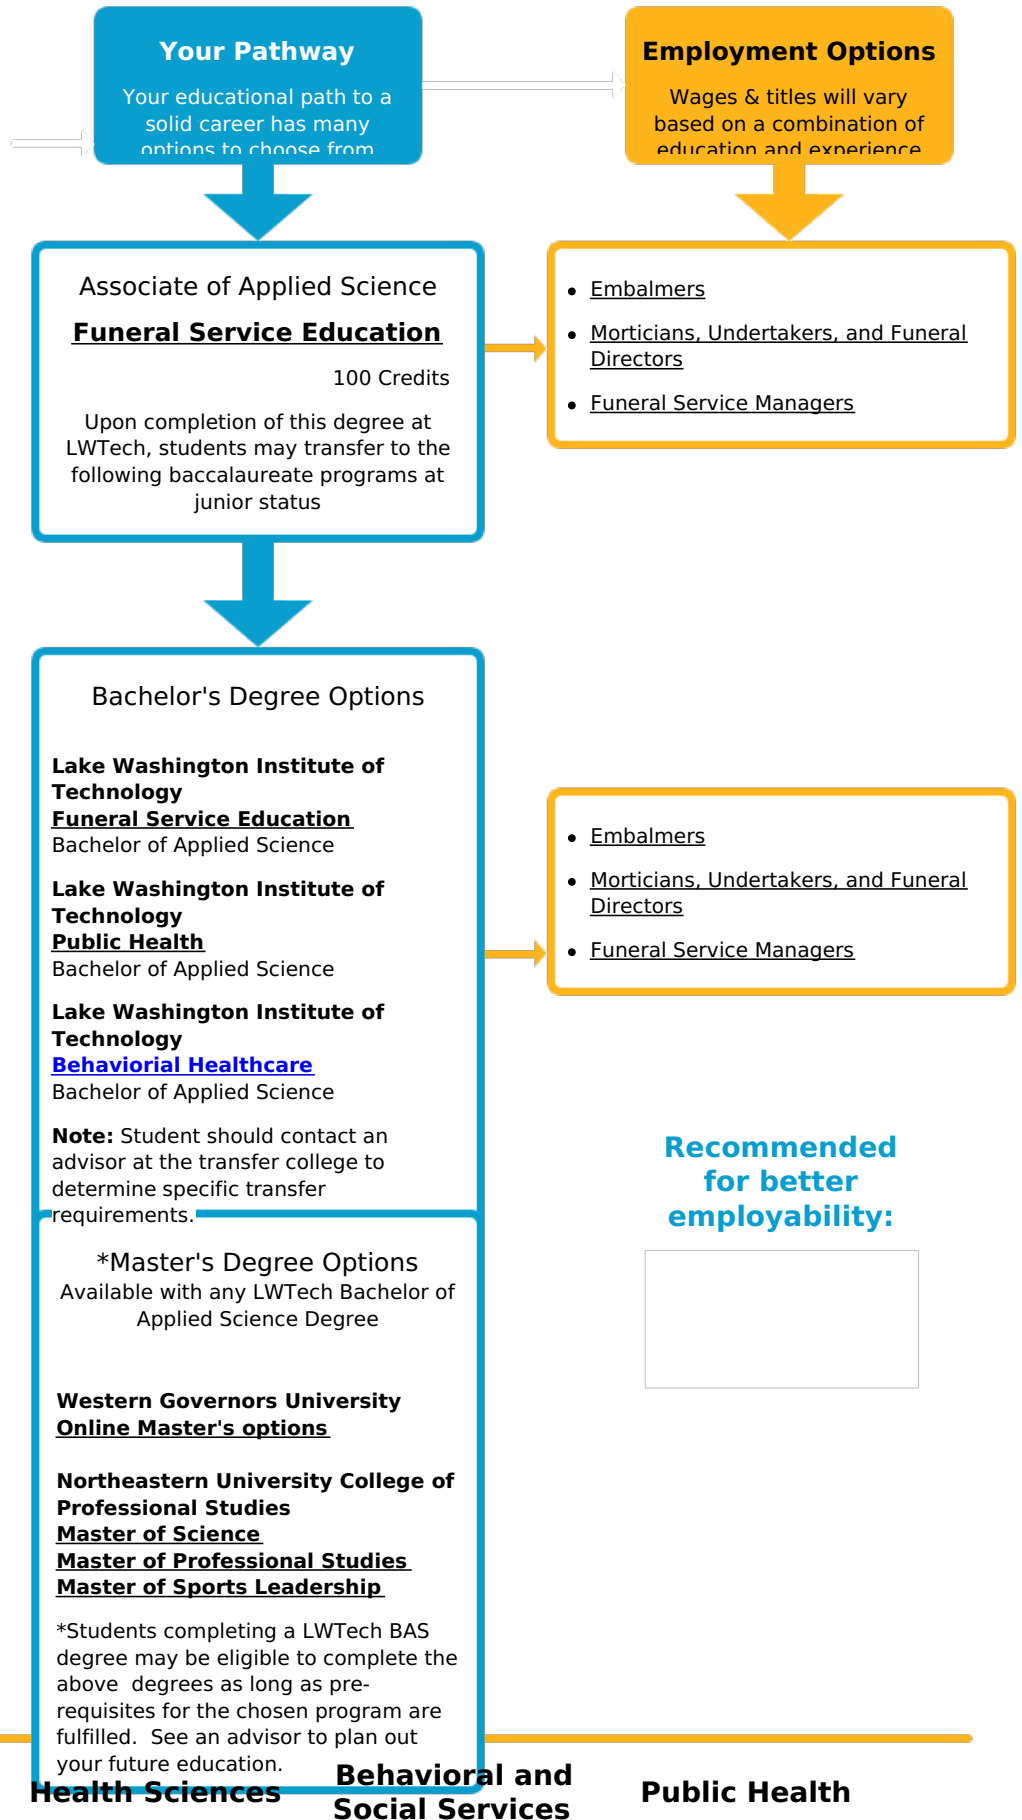 Your Pathway
Your educational path to a
solid career has many
options to choose from
Employment Options
Wages & titles will vary
based on a combination of
education and experience
Associate of Applied Science
Funeral Service Education
100 Credits
Upon completion of this degree at
LWTech, students may transfer to the
following baccalaureate programs at
junior status
• Embalmers
• Morticians, Undertakers, and Funeral
Directors
• Funeral Service Managers
Bachelor's Degree Options
Lake Washington Institute of
Technology
Funeral Service Education
Bachelor of Applied Science
Lake Washington Institute of
Technology
Public Health
Bachelor of Applied Science
Lake Washington Institute of
Technology
Behaviorial Healthcare
Bachelor of Applied Science
Note: Student should contact an
advisor at the transfer college to
determine specific transfer
requirements.
• Embalmers
• Morticians, Undertakers, and Funeral
Directors
• Funeral Service Managers
Recommended
for better
employability:
*Master's Degree Options
Available with any LWTech Bachelor of
Applied Science Degree
Western Governors University
Online Master's options
Northeastern University College of
Professional Studies
Master of Science
Master of Professional Studies
Master of Sports Leadership
*Students completing a LWTech BAS
degree may be eligible to complete the
above  degrees as long as pre-
requisites for the chosen program are
fulfilled.  See an advisor to plan out
your future education.
Health Sciences
Behavioral and
Social Services
Public Health